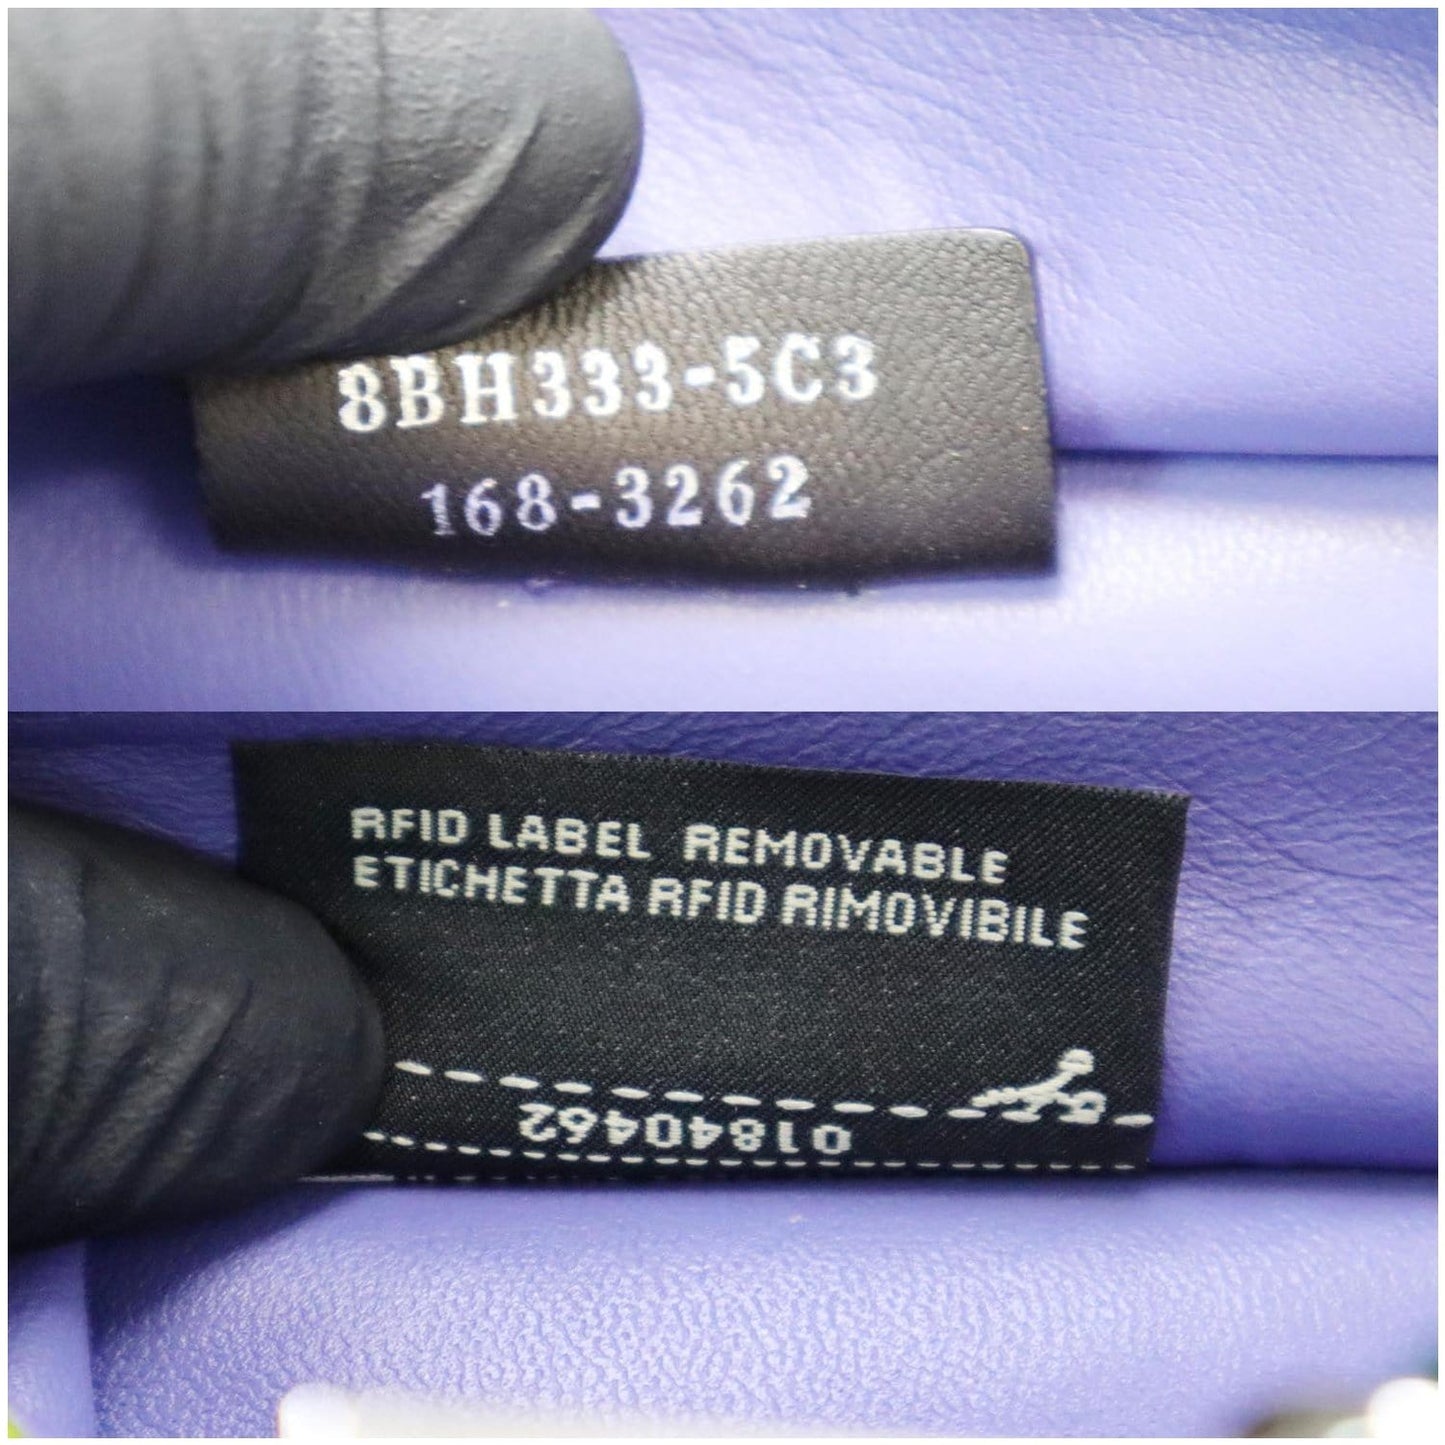 8BH333-5C3
168-3262
RFID LABEL REMOVABLE
ETICHETTA RFID RIMOVIBILE
01840462